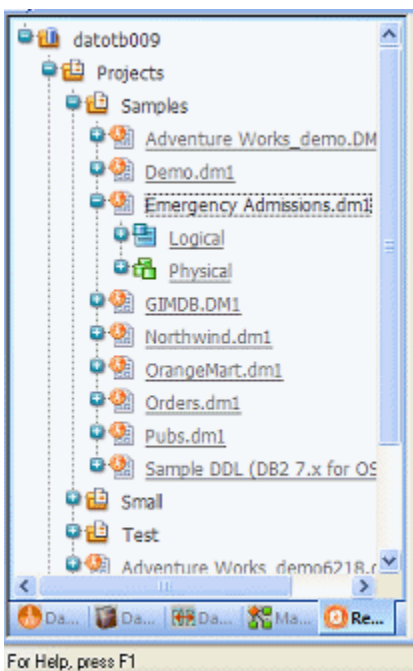 datotb009
Projects
Samples
Adventure Works_demo.DM
Demo.dm1
Emergency Admissions.dm1
Logical
Physical
GIMDB.DM1
Northwind.dm1
OrangeMart.dm1
Orders.dm1
Pubs.dm1
Sample DDL (DB2 7.x for OS
Small
Test
Adventure Works_demo6218.
Da... Da... Da... Ma... Re...
For Help, press F1